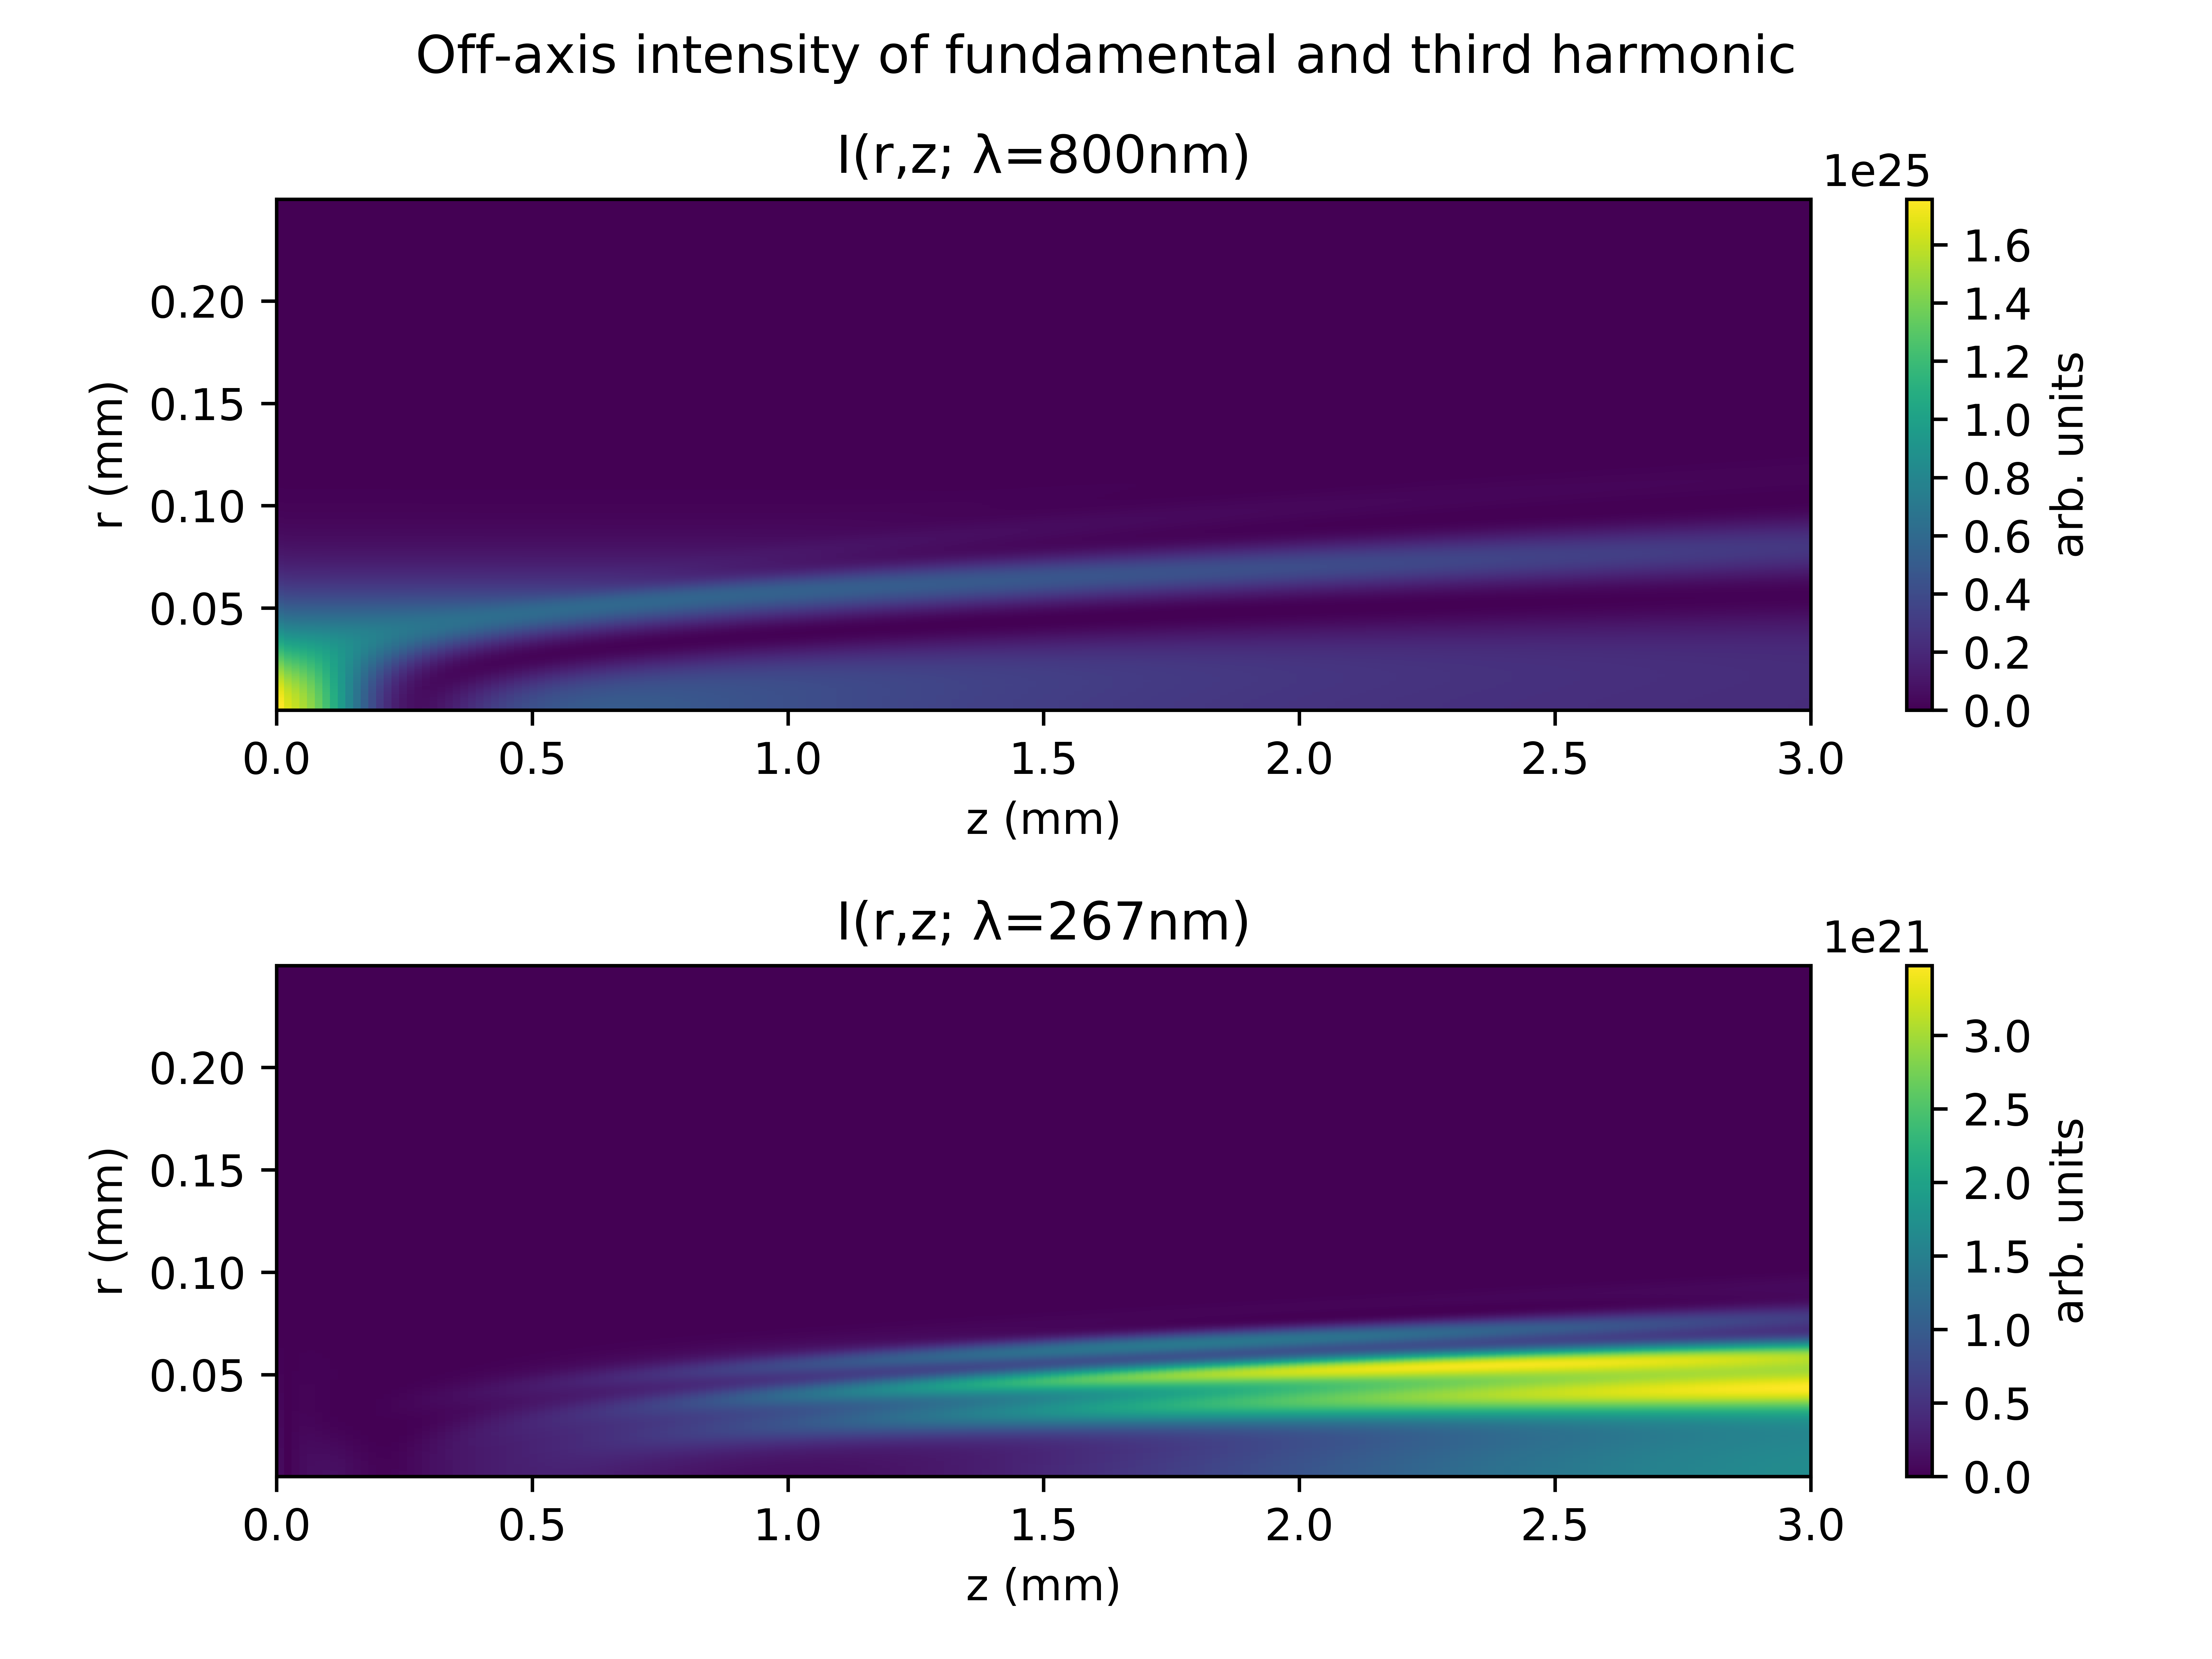 Off-axis intensity of fundamental and third harmonic
I(r,z; λ=800nm)
1e25
0.20
0.15
0.10
0.05
r (mm)
0.0 0.5 1.0 1.5 2.0 2.5 3.0
z (mm)
1.6
1.4
1.2
1.0
0.8
0.6
0.4
0.2
0.0
arb. units
I(r,z; λ=267nm)
1e21
0.20
0.15
0.10
0.05
r (mm)
0.0 0.5 1.0 1.5 2.0 2.5 3.0
z (mm)
3.0
2.5
2.0
1.5
1.0
0.5
0.0
arb. units